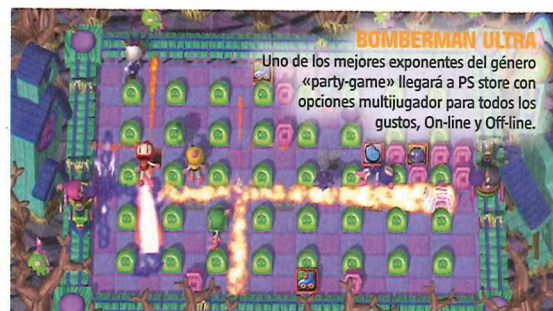 BOMBERMAN ULTRA
Uno de los mejores exponentes del género
«party-game» llegará a PS store con
opciones multijugador para todos los
gustos, On-line y Off-line.